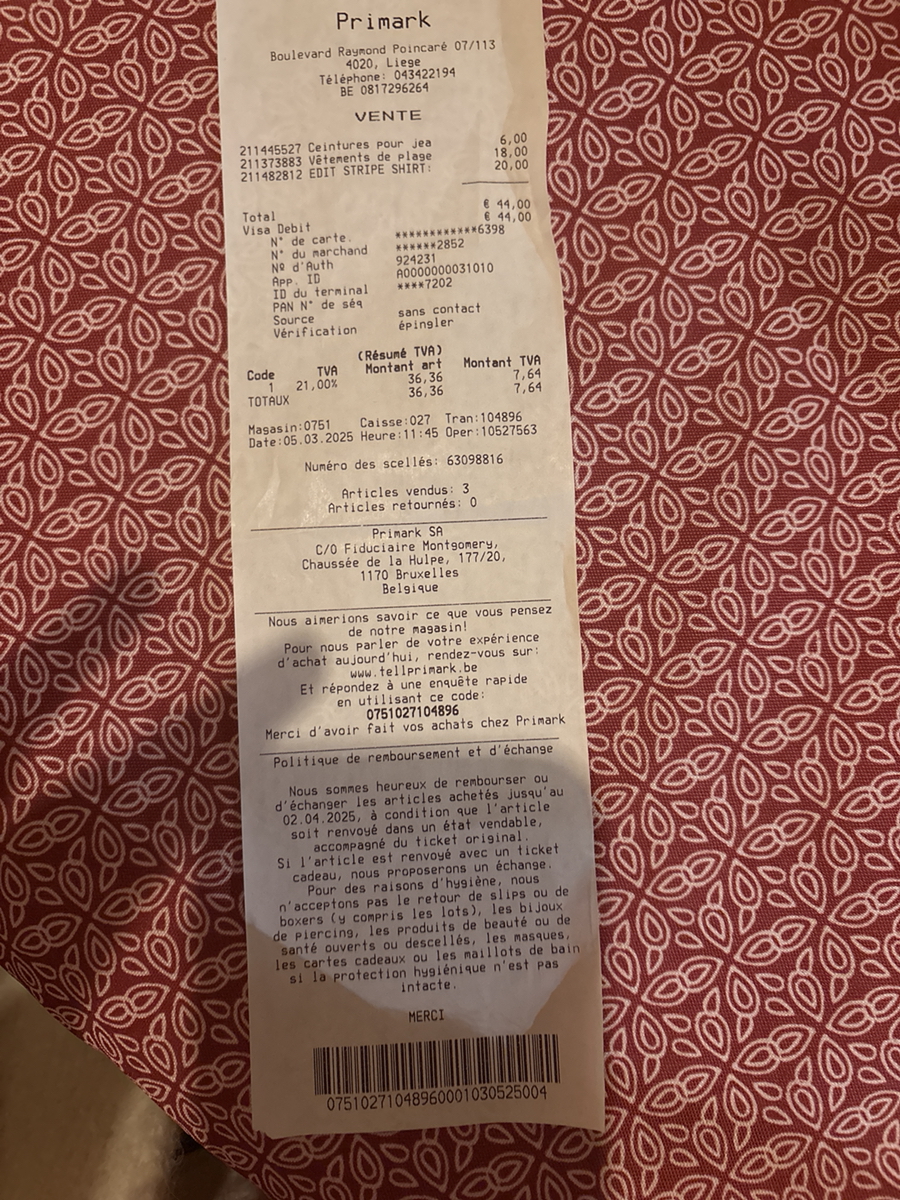 Primark
Boulevard Raymond Poincaré 07/113
4020, Liege
Téléphone: 043422194
BE 0817296264
VENTE
211445527 Ceintures pour jea 6,00
211373883 Vêtements de plage 18,00
211482812 EDIT STRIPE SHIRT: 20,00
Total € 44,00
Visa Debit € 44,00
N° de carte. ************6398
N° du marchand ******2852
Nº d'Auth 924231
App. ID A0000000031010
ID du terminal ****7202
PAN N° de séq
Source sans contact
Vérification épingler
(Résumé TVA)
Code TVA Montant art Montant TVA
1 21,00% 36,36 7,64
TOTAUX 36,36 7,64
Magasin:0751 Caisse:027 Tran:104896
Date:05.03.2025 Heure:11:45 Oper:10527563
Numéro des scellés: 63098816
Articles vendus: 3
Articles retournés: 0
Primark SA
C/O Fiduciaire Montgomery,
Chaussée de la Hulpe, 177/20,
1170 Bruxelles
Belgique
Nous aimerions savoir ce que vous pensez
de notre magasin!
Pour nous parler de votre expérience
d'achat aujourd'hui, rendez-vous sur:
www.tellprimark.be
Et répondez à une enquête rapide
en utilisant ce code:
0751027104896
Merci d'avoir fait vos achats chez Primark
Politique de remboursement et d'échange
Nous sommes heureux de rembourser ou
d'échanger les articles achetés jusqu'au
02.04.2025, à condition que l'article
soit renvoyé dans un état vendable,
accompagné du ticket original.
Si l'article est renvoyé avec un ticket
cadeau, nous proposerons un échange.
Pour des raisons d'hygiène, nous
n'acceptons pas le retour de slips ou de
boxers (y compris les lots), les bijoux
de piercing, les produits de beauté ou de
santé ouverts ou descellés, les masques,
les cartes cadeaux ou les maillots de bain
si la protection hygiénique n'est pas
intacte.
MERCI
07510271048960001030525004